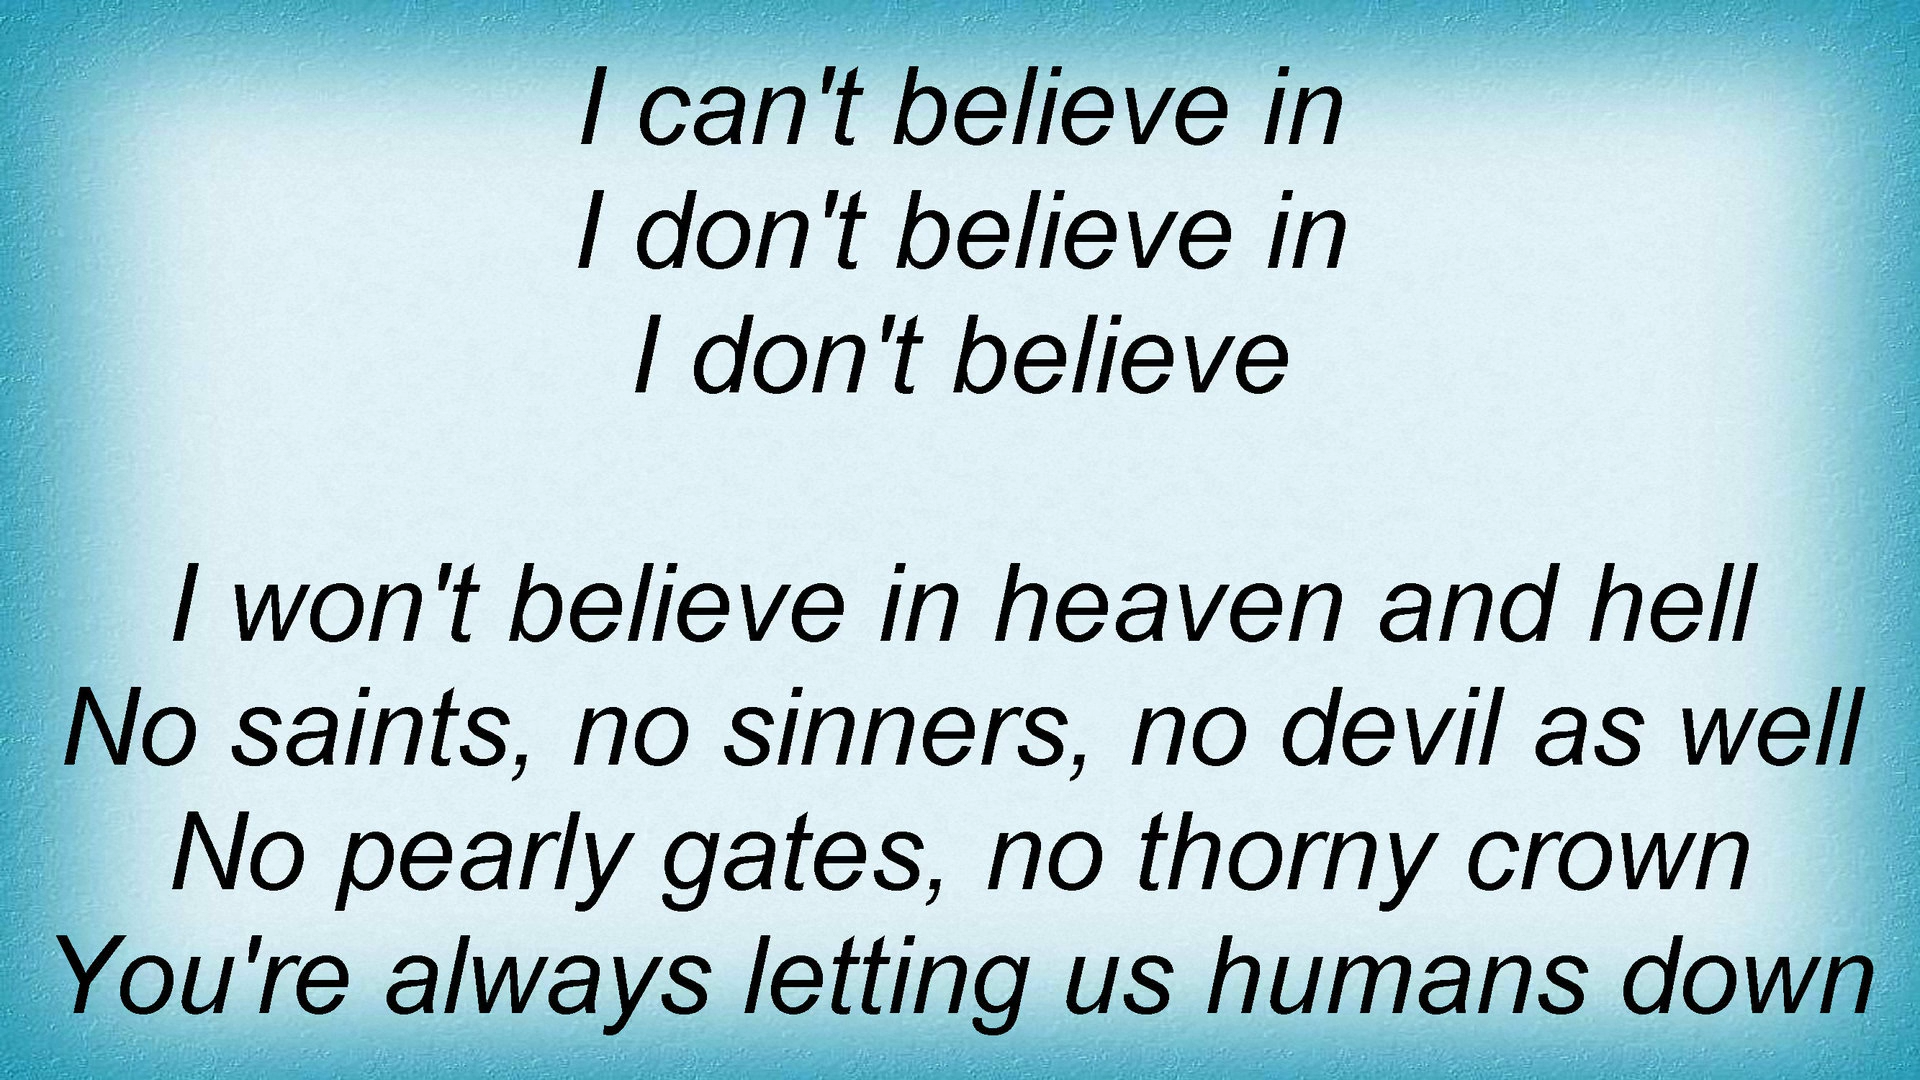 I can't believe in
I don't believe in
I don't believe
I won't believe in heaven and hell
No saints, no sinners, no devil as well
No pearly gates, no thorny crown
You're always letting us humans down